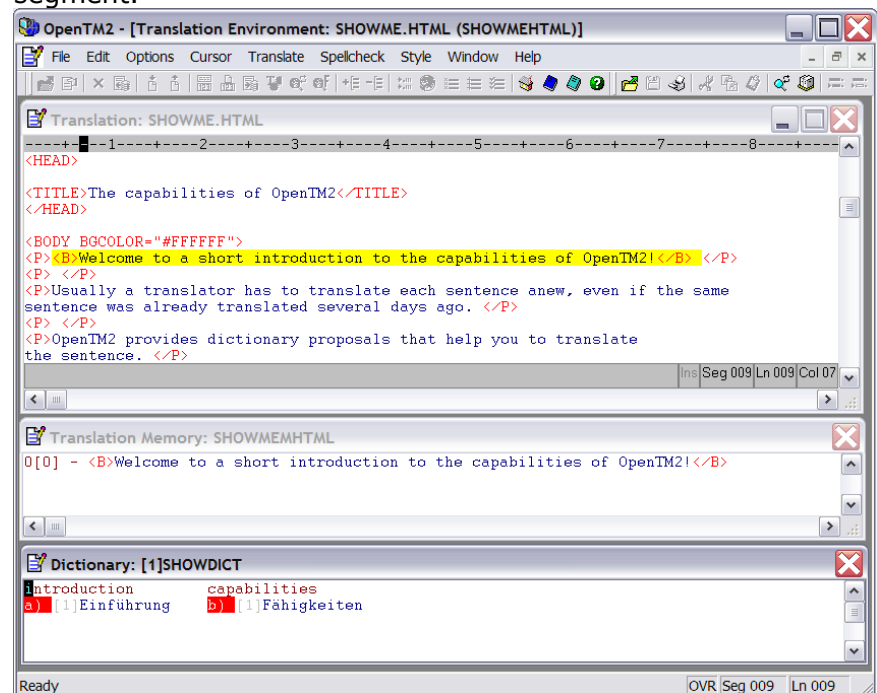 segment.
OpenTM2 - [Translation Environment: SHOWME.HTML (SHOWMEHTML)]
File Edit Options Cursor Translate Spellcheck Style Window Help
Translation: SHOWME.HTML
----+-█--1----+----2----+----3----+----4----+----5----+----6----+----7----+----8----+----
<HEAD>
<TITLE>The capabilities of OpenTM2</TITLE>
</HEAD>
<BODY BGCOLOR="#FFFFFF">
<P><B>Welcome to a short introduction to the capabilities of OpenTM2!</B> </P>
<P> </P>
<P>Usually a translator has to translate each sentence anew, even if the same
sentence was already translated several days ago. </P>
<P> </P>
<P>OpenTM2 provides dictionary proposals that help you to translate
the sentence. </P>
Ins Seg 009 Ln 009 Col 07
Translation Memory: SHOWMEMHTML
0[0] - <B>Welcome to a short introduction to the capabilities of OpenTM2!</B>
Dictionary: [1]SHOWDICT
introduction capabilities
a) [1]Einführung b) [1]Fähigkeiten
Ready OVR Seg 009 Ln 009